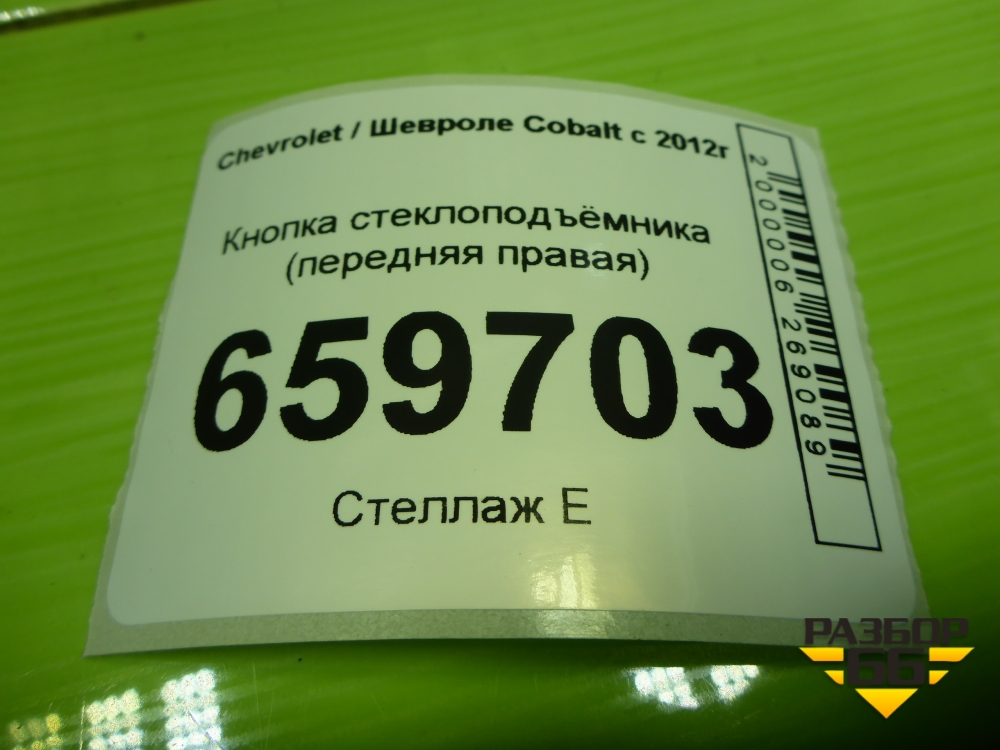 Chevrolet / Шевроле Cobalt с 2012г
Кнопка стеклоподъёмника
(передняя правая)
659703
Стеллаж Е
2000006269089
РАЗБОР
66